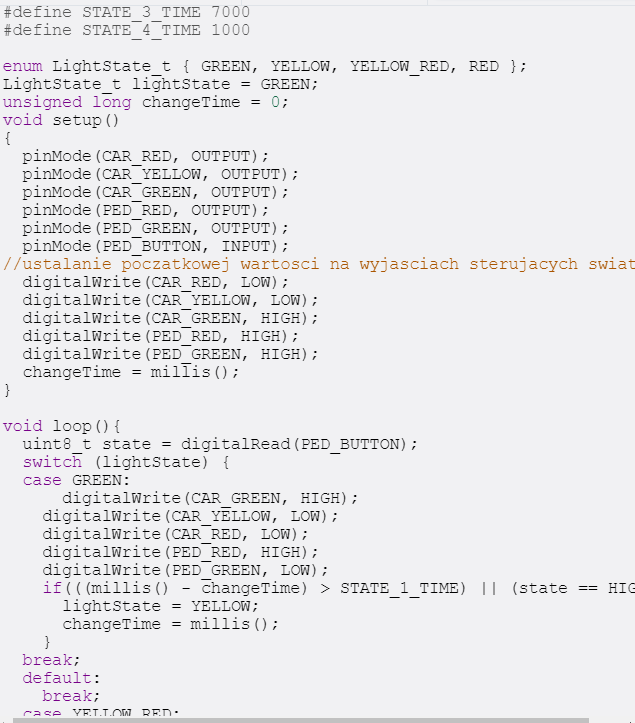 #define STATE_3_TIME 7000
#define STATE_4_TIME 1000
enum LightState_t { GREEN, YELLOW, YELLOW_RED, RED };
LightState_t lightState = GREEN;
unsigned long changeTime = 0;
void setup()
{
pinMode(CAR_RED, OUTPUT);
pinMode(CAR_YELLOW, OUTPUT);
pinMode(CAR_GREEN, OUTPUT);
pinMode(PED_RED, OUTPUT);
pinMode(PED_GREEN, OUTPUT);
pinMode(PED_BUTTON, INPUT);
//ustalanie poczatkowej wartosci na wyjasciach sterujacych swiat
digitalWrite(CAR_RED, LOW);
digitalWrite(CAR_YELLOW, LOW);
digitalWrite(CAR_GREEN, HIGH);
digitalWrite(PED_RED, HIGH);
digitalWrite(PED_GREEN, HIGH);
changeTime = millis();
}
void loop(){
uint8_t state = digitalRead(PED_BUTTON);
switch (lightState) {
case GREEN:
digitalWrite(CAR_GREEN, HIGH);
digitalWrite(CAR_YELLOW, LOW);
digitalWrite(CAR_RED, LOW);
digitalWrite(PED_RED, HIGH);
digitalWrite(PED_GREEN, LOW);
if(((millis() - changeTime) > STATE_1_TIME) || (state == HIG
lightState = YELLOW;
changeTime = millis();
}
break;
default:
break;
case YELLOW_RED: